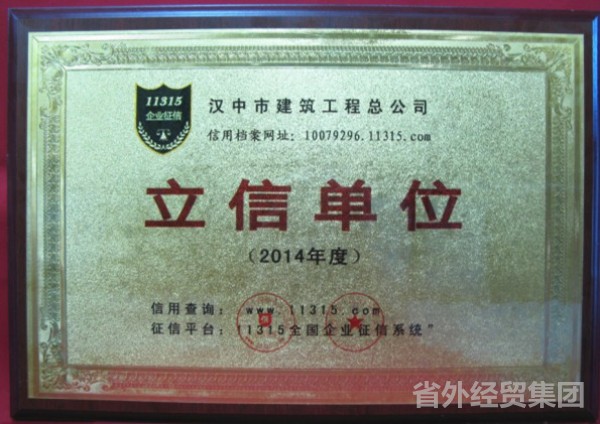 11315
企业征信
汉中市建筑工程总公司
信用档案网址：10079296.11315.com
立信单位
（2014年度）
信用查询：www.11315.com
征信平台：11315全国企业征信系统”
省外经贸集团